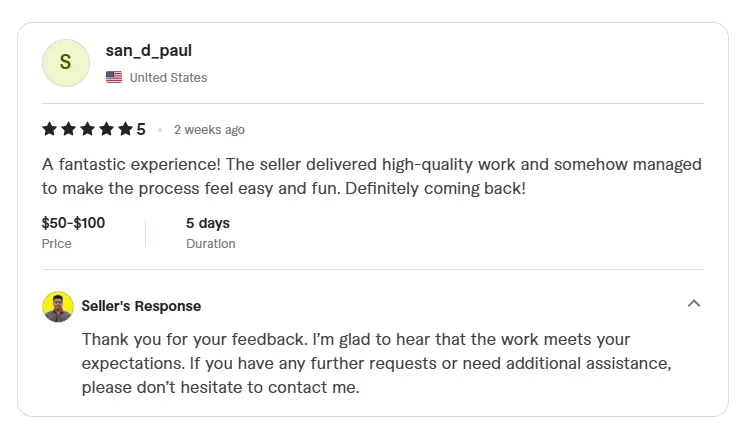 S
san_d_paul
United States
5 • 2 weeks ago
A fantastic experience! The seller delivered high-quality work and somehow managed
to make the process feel easy and fun. Definitely coming back!
$50-$100
Price
5 days
Duration
Seller's Response
Thank you for your feedback. I’m glad to hear that the work meets your
expectations. If you have any further requests or need additional assistance,
please don’t hesitate to contact me.